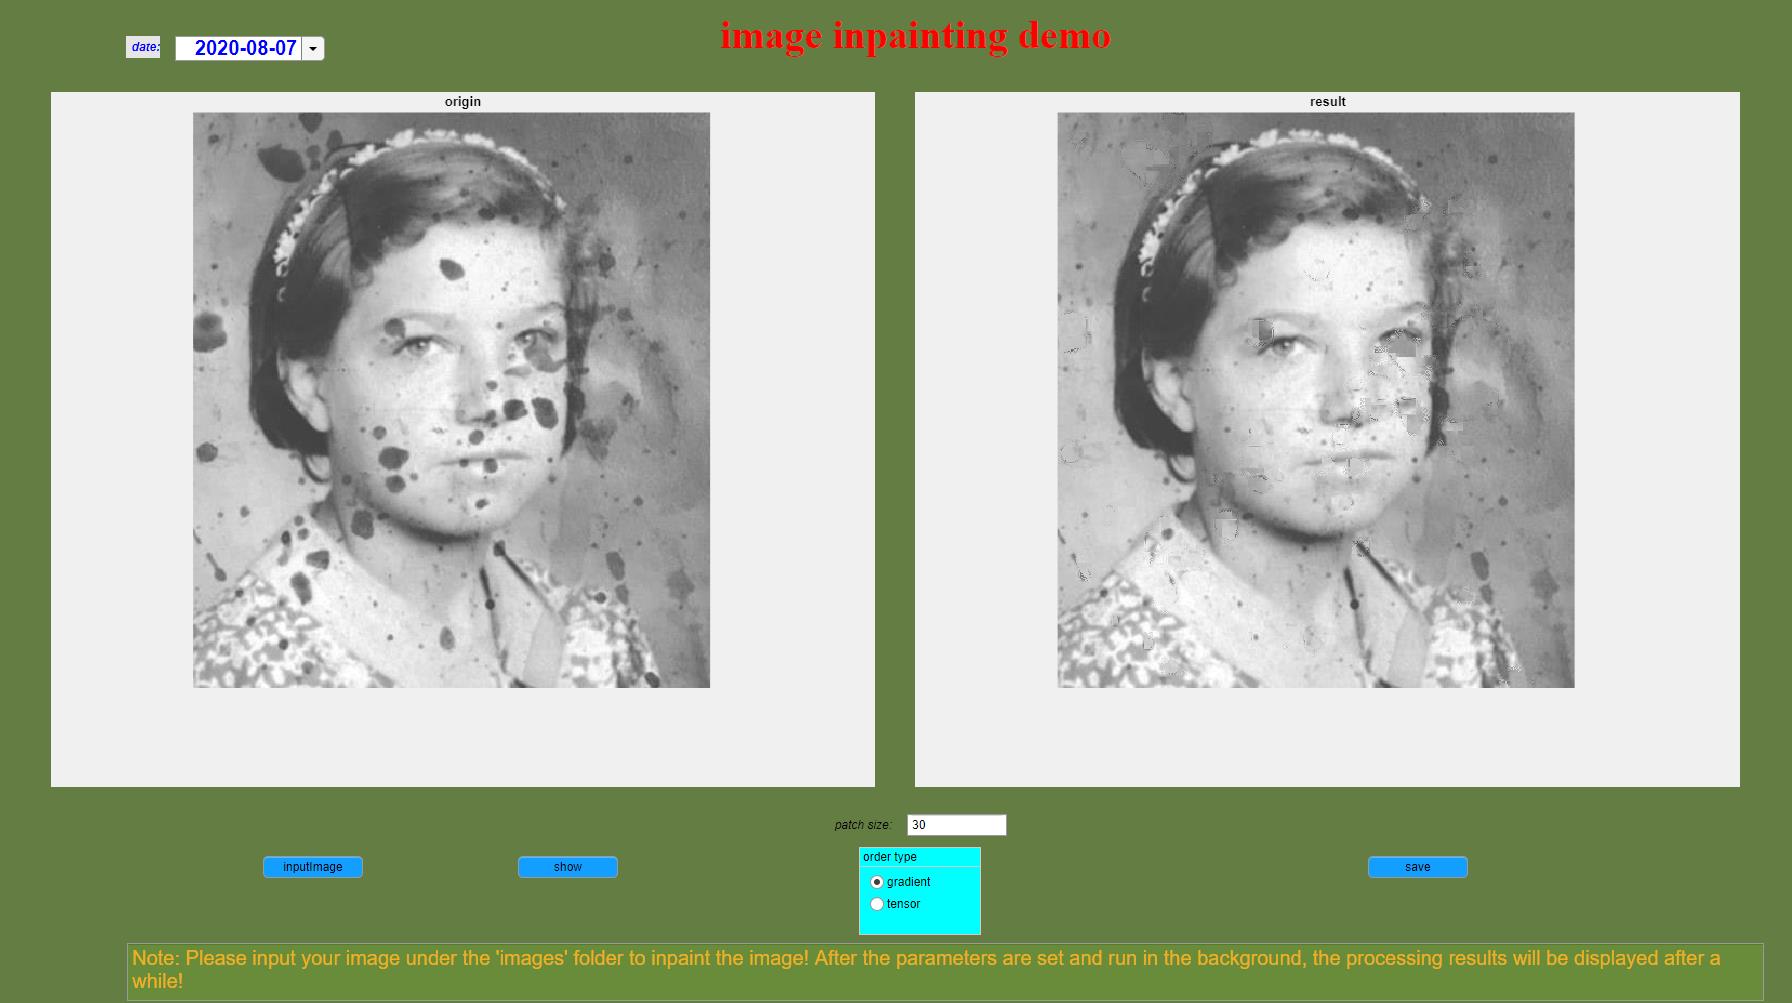 image inpainting demo
date:
2020-08-07
origin
result
patch size:
30
inputImage
show
order type
gradient
tensor
save
Note: Please input your image under the 'images' folder to inpaint the image! After the parameters are set and run in the background, the processing results will be displayed after a
while!